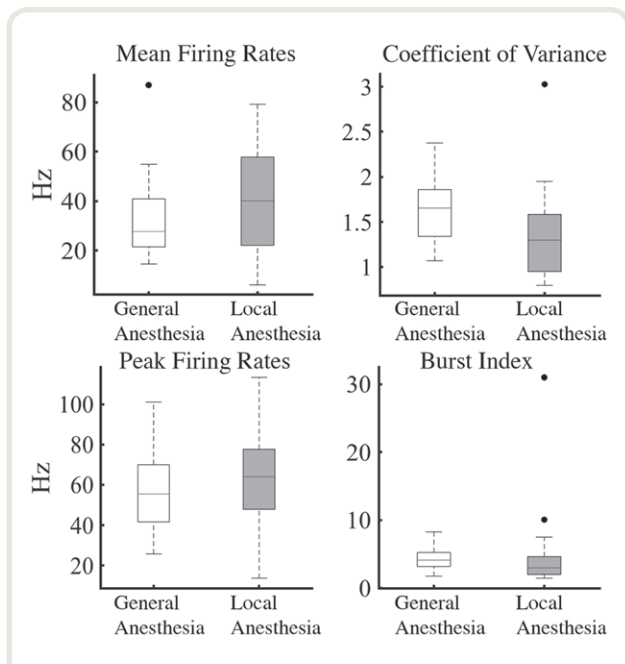 Mean Firing Rates
Hz
80
60
40
20
General Anesthesia
Local Anesthesia
Coefficient of Variance
3
2.5
2
1.5
1
General Anesthesia
Local Anesthesia
Peak Firing Rates
Hz
100
80
60
40
20
General Anesthesia
Local Anesthesia
Burst Index
30
20
10
0
General Anesthesia
Local Anesthesia